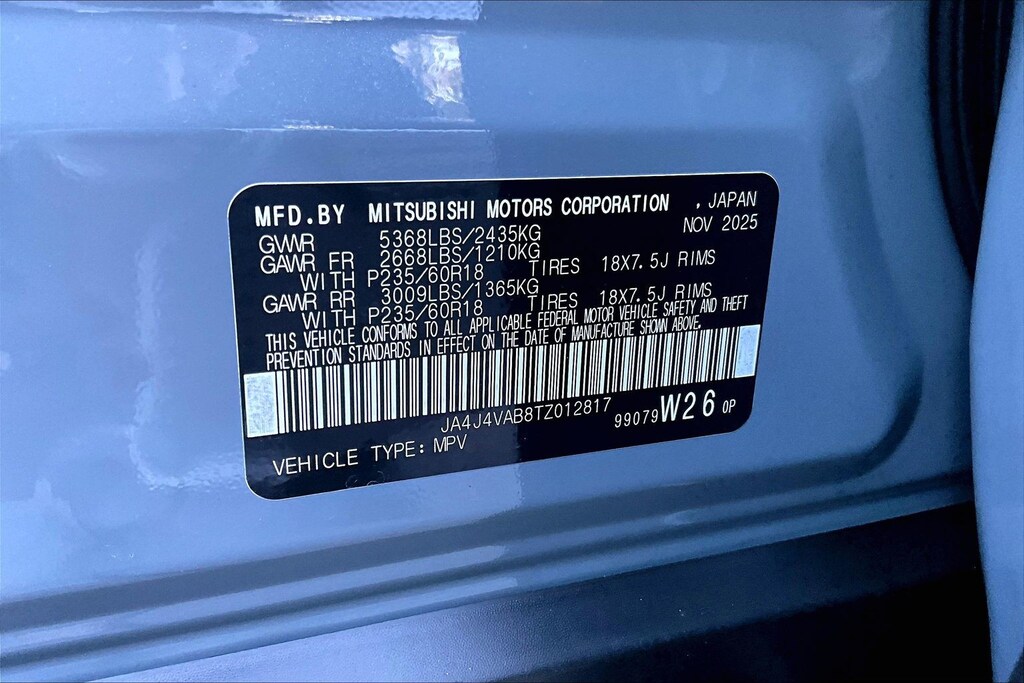 MFD.BY MITSUBISHI MOTORS CORPORATION , JAPAN
NOV 2025
GVWR 5368LBS/2435KG
GAWR FR 2668LBS/1210KG
WITH P235/60R18 TIRES 18X7.5J RIMS
GAWR RR 3009LBS/1365KG
WITH P235/60R18 TIRES 18X7.5J RIMS
THIS VEHICLE CONFORMS TO ALL APPLICABLE FEDERAL MOTOR VEHICLE SAFETY AND THEFT
PREVENTION STANDARDS IN EFFECT ON THE DATE OF MANUFACTURE SHOWN ABOVE.
JA4J4VAB8TZ012817
99079 W26 0P
VEHICLE TYPE: MPV